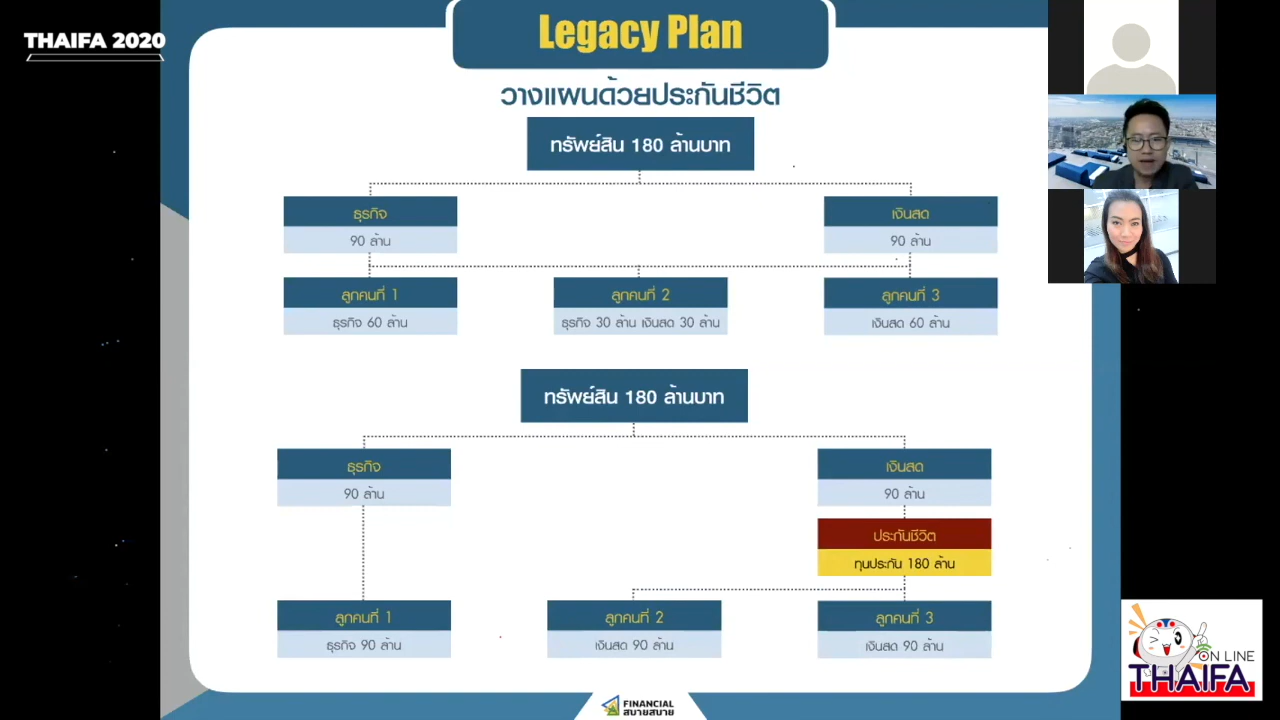 THAIFA 2020
Legacy Plan
วางแผนด้วยประกันชีวิต
ทรัพย์สิน 180 ล้านบาท
ธุรกิจ
เงินสด
90 ล้าน
90 ล้าน
ลูกคนที่ 1
ลูกคนที่ 2
ลูกคนที่ 3
ธุรกิจ 60 ล้าน
ธุรกิจ 30 ล้าน เงินสด 30 ล้าน
เงินสด 60 ล้าน
ทรัพย์สิน 180 ล้านบาท
ธุรกิจ
เงินสด
90 ล้าน
90 ล้าน
ประกันชีวิต
ทุนประกัน 180 ล้าน
ลูกคนที่ 1
ลูกคนที่ 2
ลูกคนที่ 3
ธุรกิจ 90 ล้าน
เงินสด 90 ล้าน
เงินสด 90 ล้าน
FINANCIAL
สบายสบาย
ON LINE
THAIFA